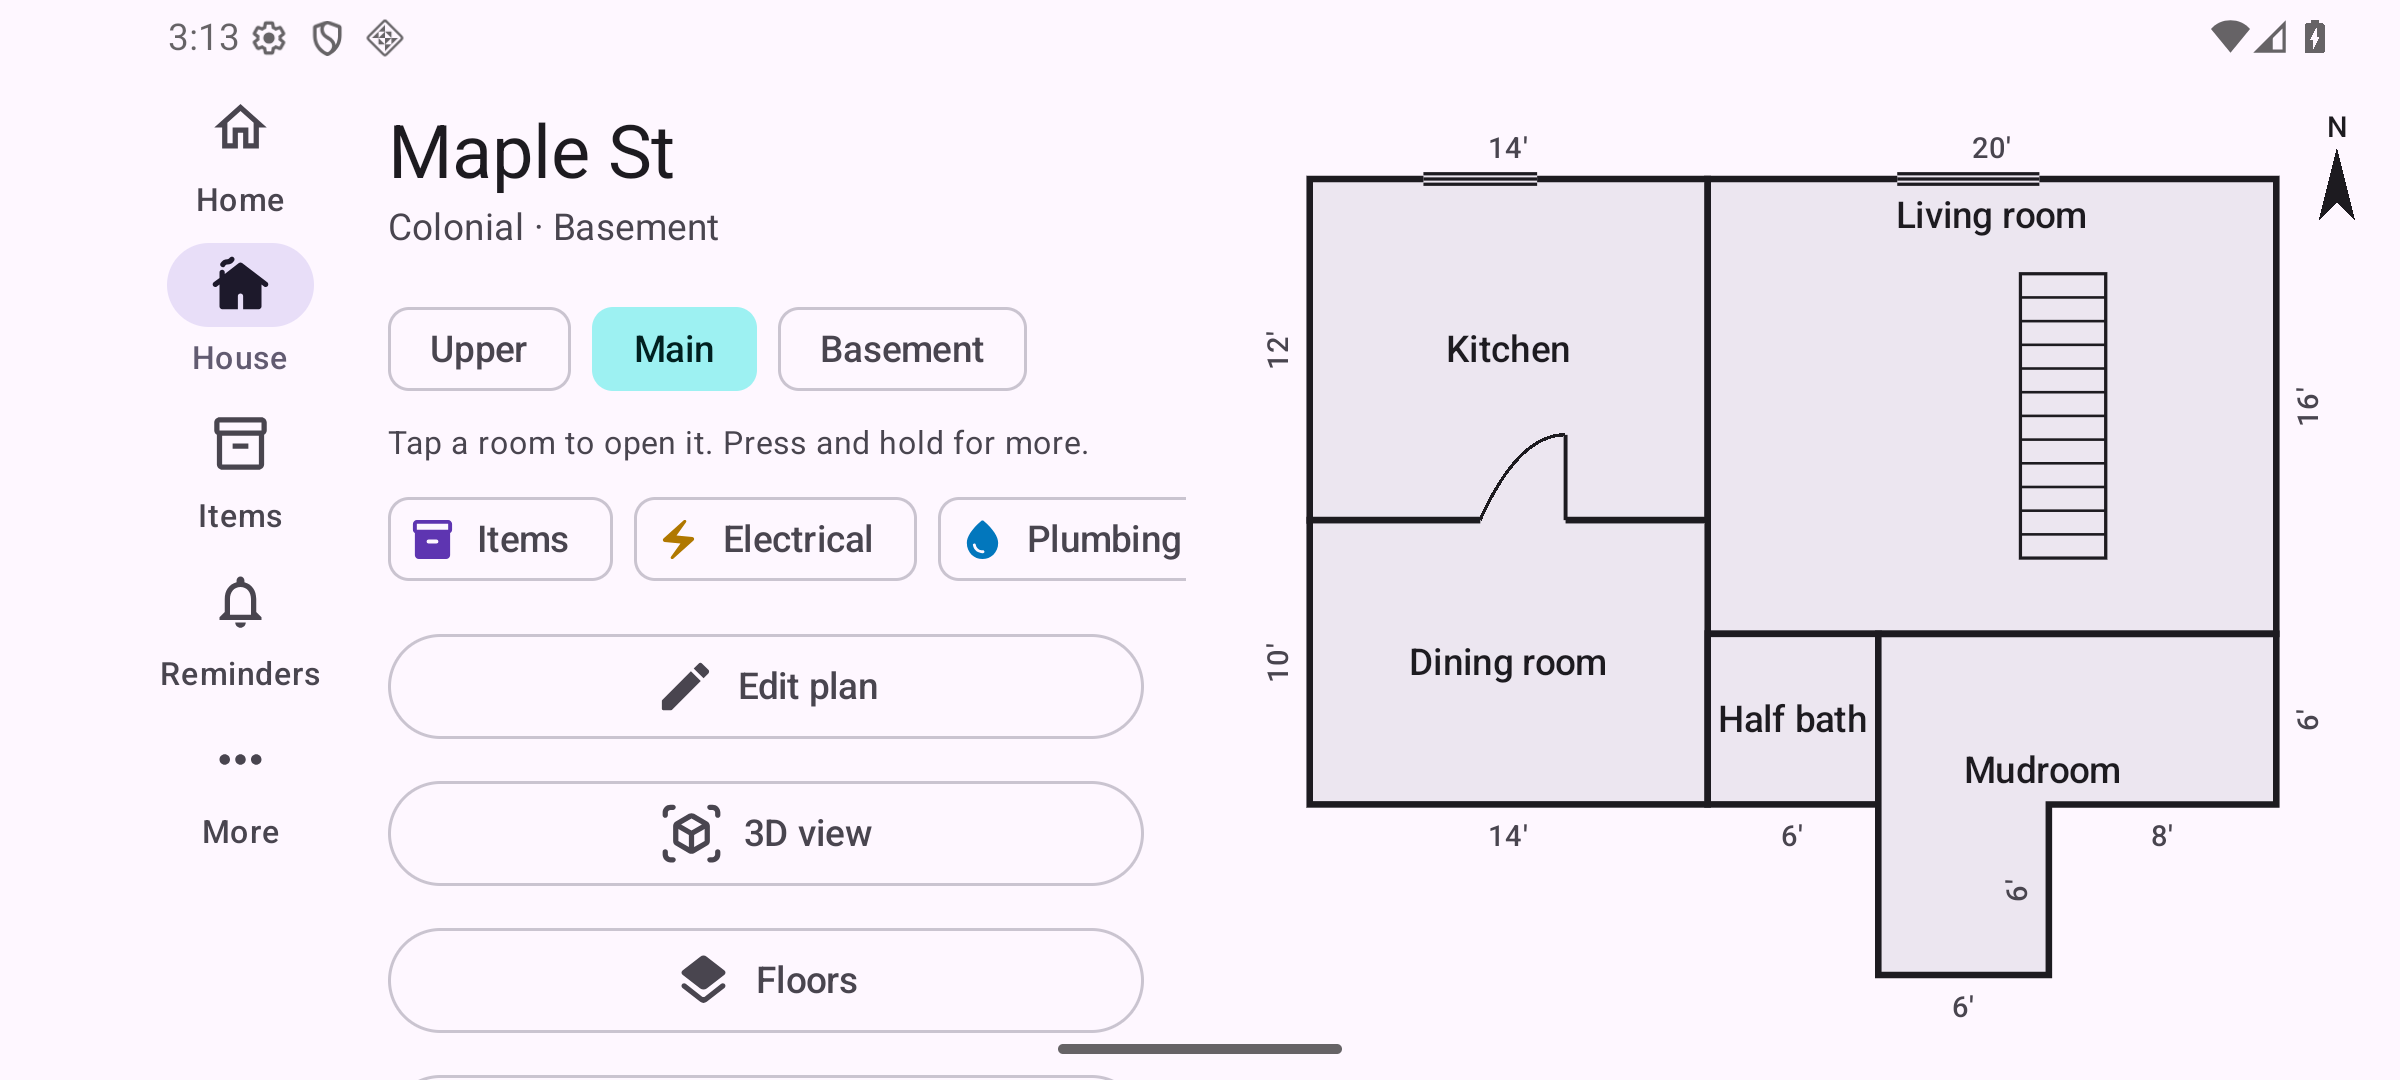 3:13
Home
House
Items
Reminders
More
Maple St
Colonial · Basement
Upper
Main
Basement
Tap a room to open it. Press and hold for more.
Items
Electrical
Plumbing
Edit plan
3D view
Floors
N
14'
20'
Living room
Kitchen
12'
16'
Dining room
10'
Half bath
6'
Mudroom
14'
6'
8'
6'
6'